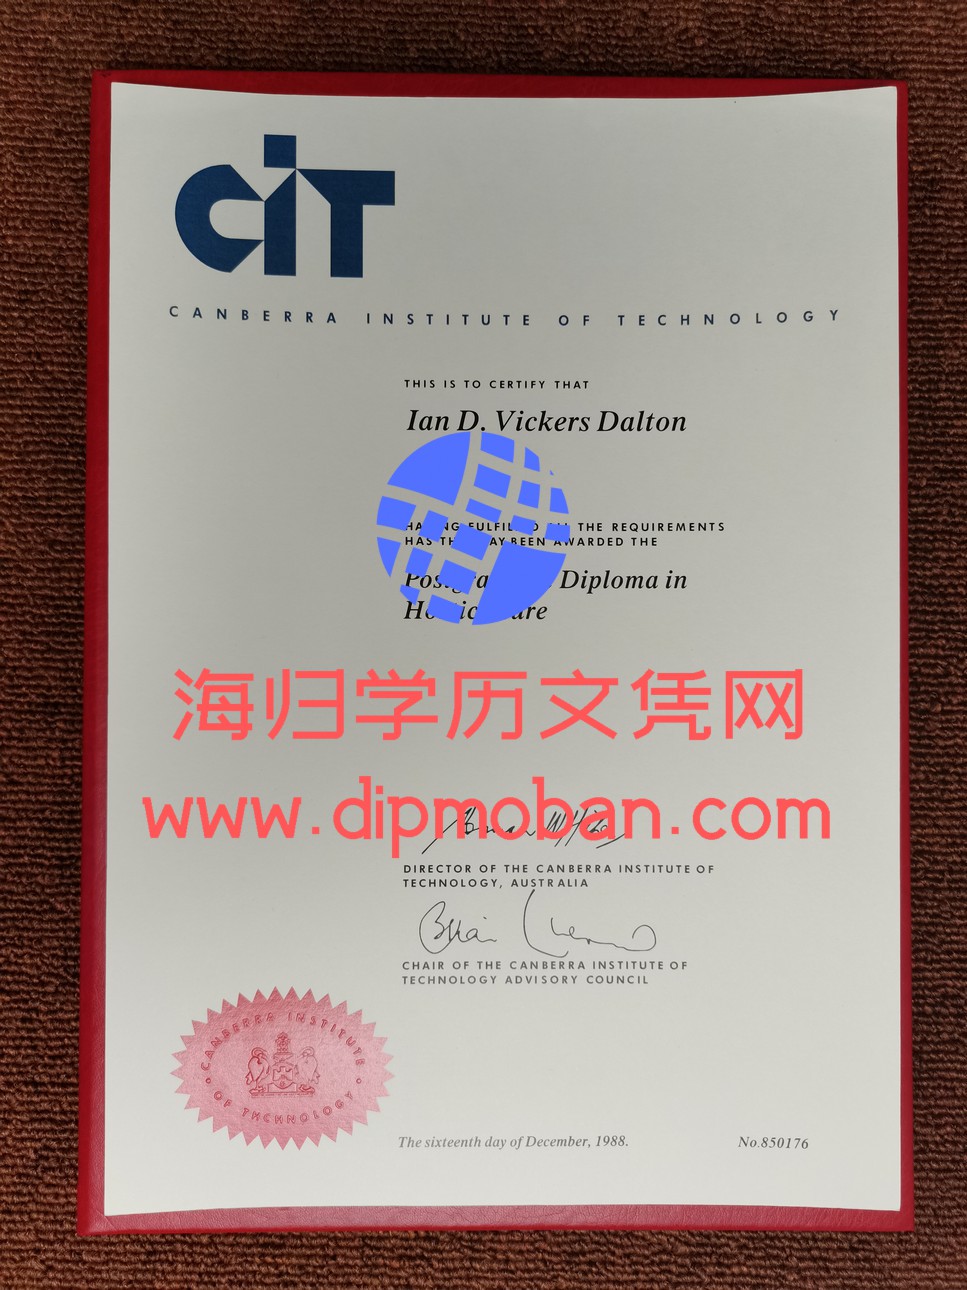 CIT
CANBERRA INSTITUTE OF TECHNOLOGY
THIS IS TO CERTIFY THAT
Ian D. Vickers Dalton
THE REQUIREMENTS
HAS BEEN AWARDED THE
Diploma in
海归学历文凭网
www.dipmoban.com
DIRECTOR OF THE CANBERRA INSTITUTE OF
TECHNOLOGY, AUSTRALIA
CHAIR OF THE CANBERRA INSTITUTE OF
TECHNOLOGY ADVISORY COUNCIL
CANBERRA INSTITUTE
OF TECHNOLOGY
The sixteenth day of December, 1988.
No.850176